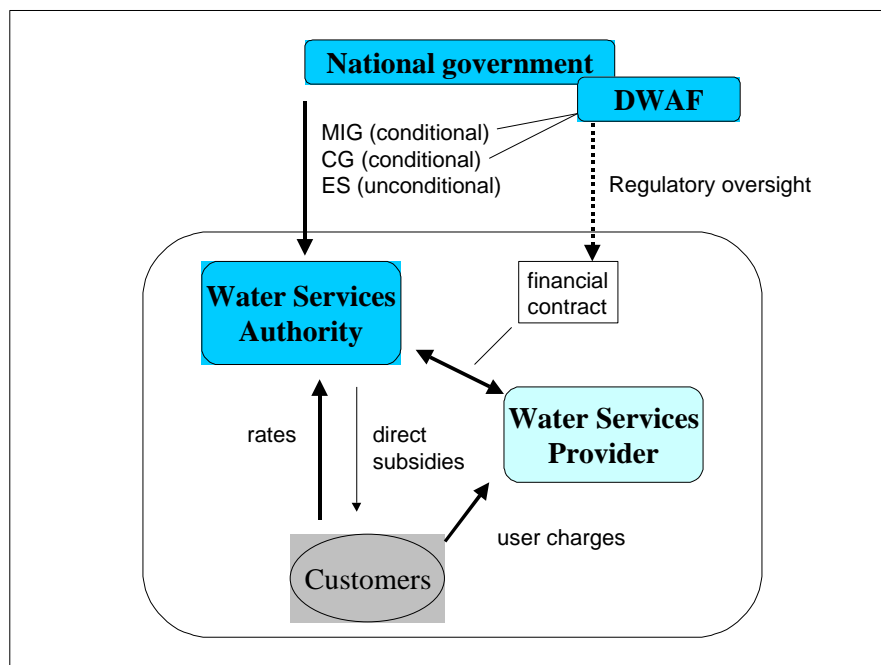 National government
DWAF
MIG (conditional)
CG (conditional)
ES (unconditional)
Regulatory oversight
financial
contract
Water Services
Authority
Water Services
Provider
rates
direct
subsidies
user charges
Customers